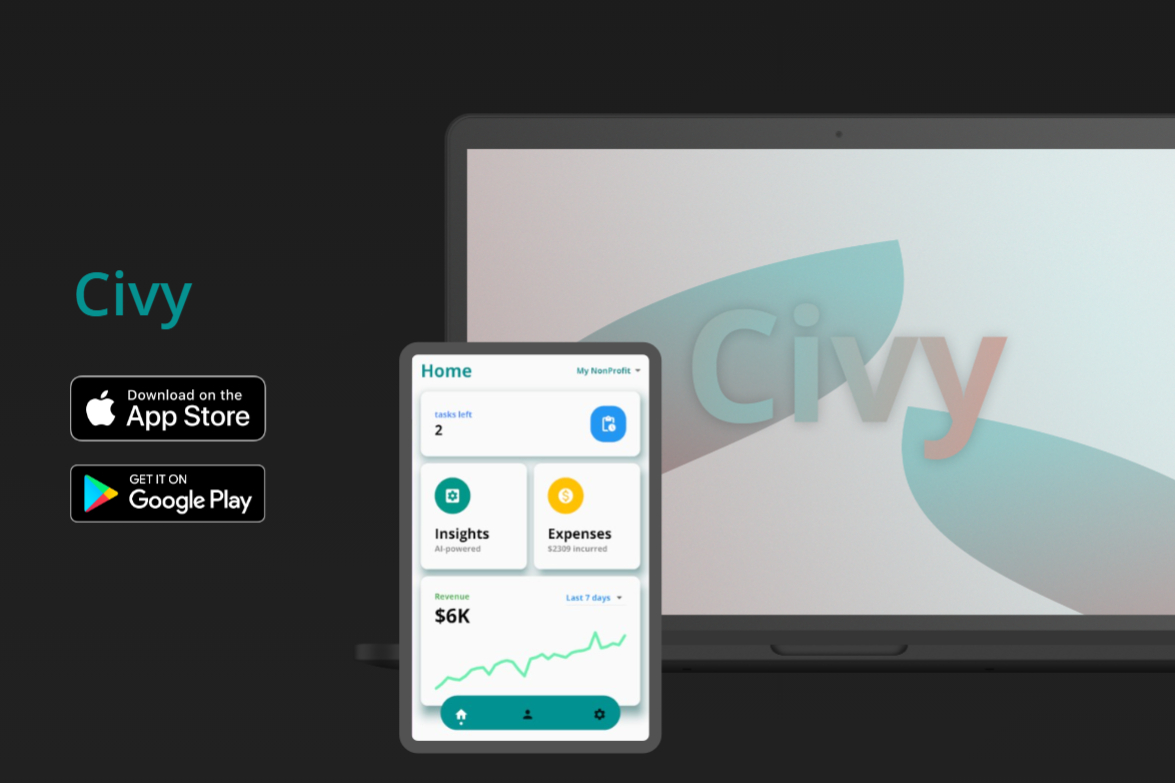 Civy
Download on the
App Store
GET IT ON
Google Play
Civy
Home
My NonProfit
tasks left
2
Insights
AI-powered
Expenses
$2309 incurred
Revenue
Last 7 days
$6K